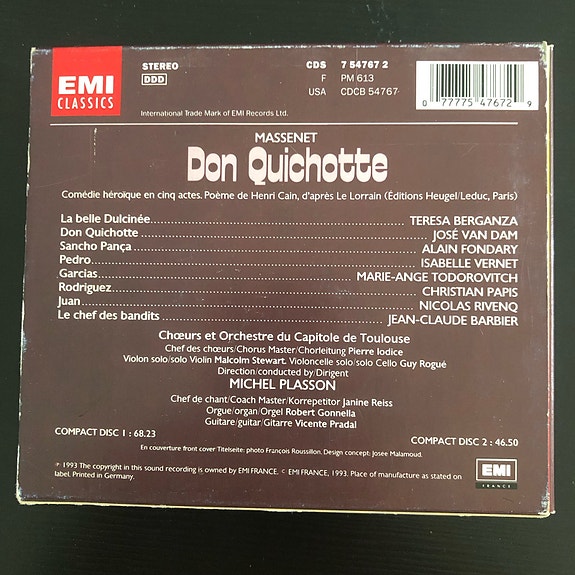 EMI
CLASSICS
STEREO
DDD
CDS 7 54767 2
F PM 613
USA CDCB 54767
0 77775 47672 9
International Trade Mark of EMI Records Ltd.
MASSENET
Don Quichotte
Comédie héroïque en cinq actes. Poème de Henri Cain, d'après Le Lorrain (Éditions Heugel/Leduc, Paris)
La belle Dulcinée TERESA BERGANZA
Don Quichotte JOSÉ VAN DAM
Sancho Pança ALAIN FONDARY
Pedro ISABELLE VERNET
Garcias MARIE-ANGE TODOROVITCH
Rodriguez CHRISTIAN PAPIS
Juan NICOLAS RIVENQ
Le chef des bandits JEAN-CLAUDE BARBIER
Chœurs et Orchestre du Capitole de Toulouse
Chef des chœurs/Chorus Master/Chorleitung Pierre Iodice
Violon solo/solo Violin Malcolm Stewart. Violoncelle solo/solo Cello Guy Rogué
Direction/conducted by/Dirigent
MICHEL PLASSON
Chef de chant/Coach Master/Korrepetitor Janine Reiss
Orgue/organ/Orgel Robert Gonnella
Guitare/guitar/Gitarre Vicente Pradal
COMPACT DISC 1 : 68.23
COMPACT DISC 2 : 46.50
En couverture front cover Titelseite: photo François Roussillon. Design concept: Josée Malamoud.
℗ 1993 The copyright in this sound recording is owned by EMI FRANCE. © EMI FRANCE, 1993. Place of manufacture as stated on
label. Printed in Germany.
EMI
FRANCE